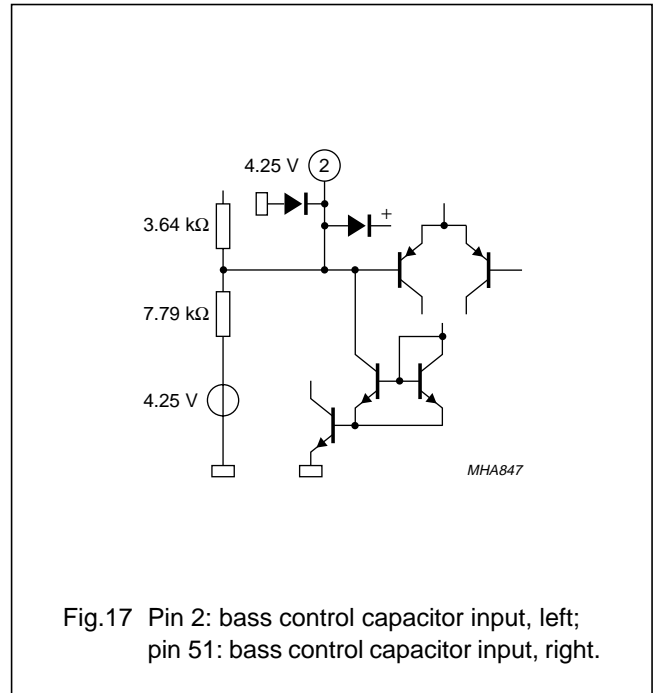 4.25 V 2
+
3.64 kΩ
7.79 kΩ
4.25 V
MHA847
Fig.17 Pin 2: bass control capacitor input, left;
pin 51: bass control capacitor input, right.